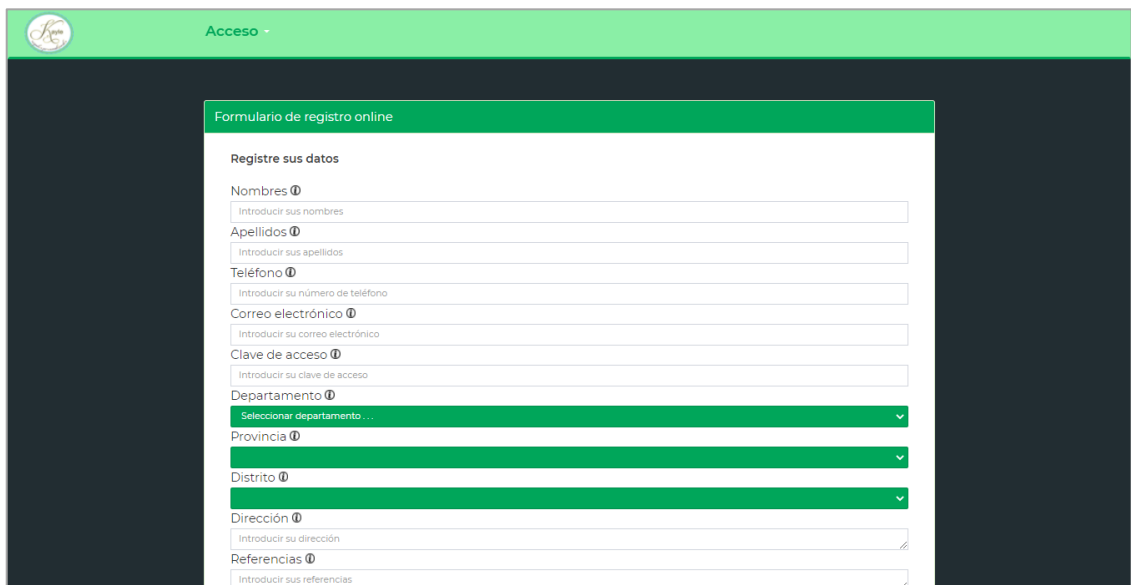 Kayte
Acceso
Formulario de registro online
Registre sus datos
Nombres
Introducir sus nombres
Apellidos
Introducir sus apellidos
Teléfono
Introducir su número de teléfono
Correo electrónico
Introducir su correo electrónico
Clave de acceso
Introducir su clave de acceso
Departamento
Seleccionar departamento . . .
Provincia
Distrito
Dirección
Introducir su dirección
Referencias
Introducir sus referencias